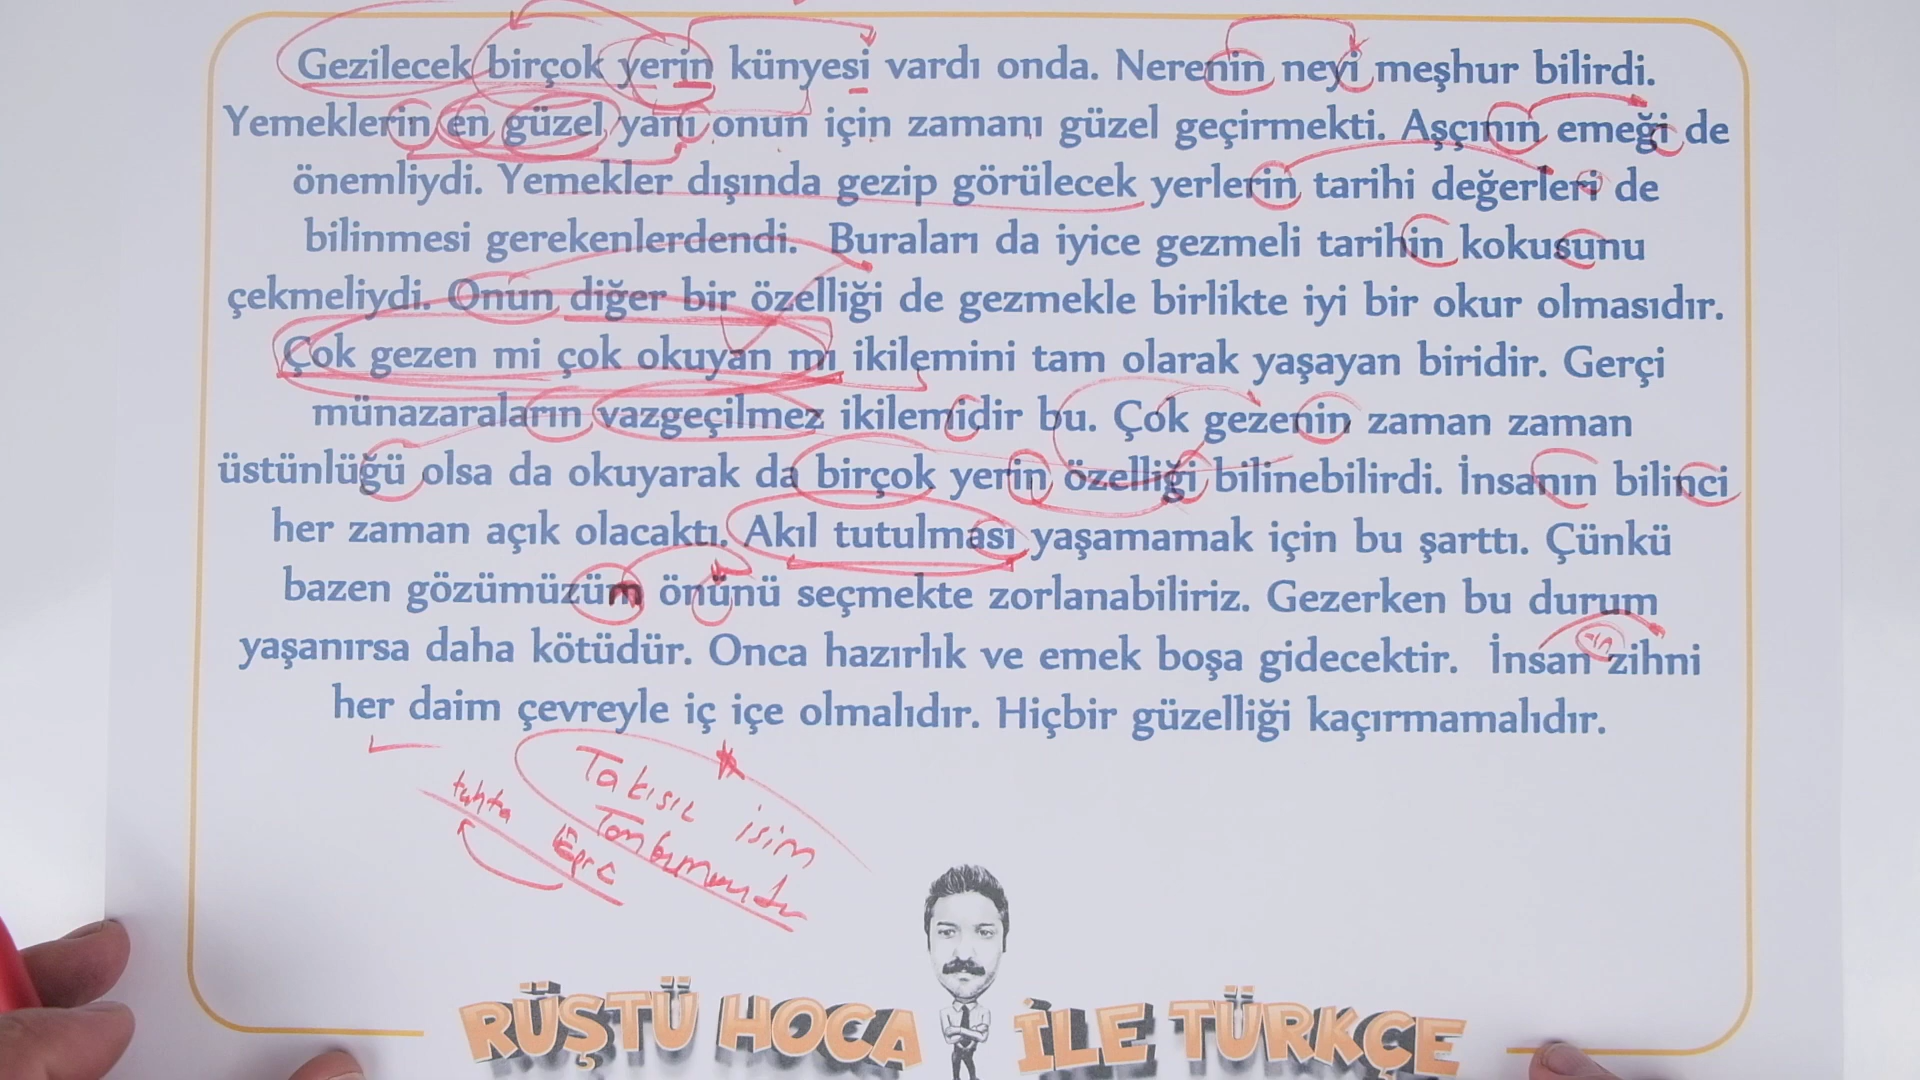 Gezilecek birçok yerin künyesi vardı onda. Nerenin neyi meşhur bilirdi.
Yemeklerin en güzel yanı onun için zamanı güzel geçirmekti. Aşçının emeği de
önemliydi. Yemekler dışında gezip görülecek yerlerin tarihi değerleri de
bilinmesi gerekenlerdendi. Buraları da iyice gezmeli tarihin kokusunu
çekmeliydi. Onun diğer bir özelliği de gezmekle birlikte iyi bir okur olmasıdır.
Çok gezen mi çok okuyan mı ikilemini tam olarak yaşayan biridir. Gerçi
münazaraların vazgeçilmez ikilemidir bu. Çok gezenin zaman zaman
üstünlüğü olsa da okuyarak da birçok yerin özelliği bilinebilirdi. İnsanın bilinci
her zaman açık olacaktı. Akıl tutulması yaşamamak için bu şarttı. Çünkü
bazen gözümüzüm önünü seçmekte zorlanabiliriz. Gezerken bu durum
yaşanırsa daha kötüdür. Onca hazırlık ve emek boşa gidecektir. İnsan zihni
-in
her daim çevreyle iç içe olmalıdır. Hiçbir güzelliği kaçırmamalıdır.
Takısız isim
tahta
RÜŞTÜ HOCA İLE TÜRKÇE